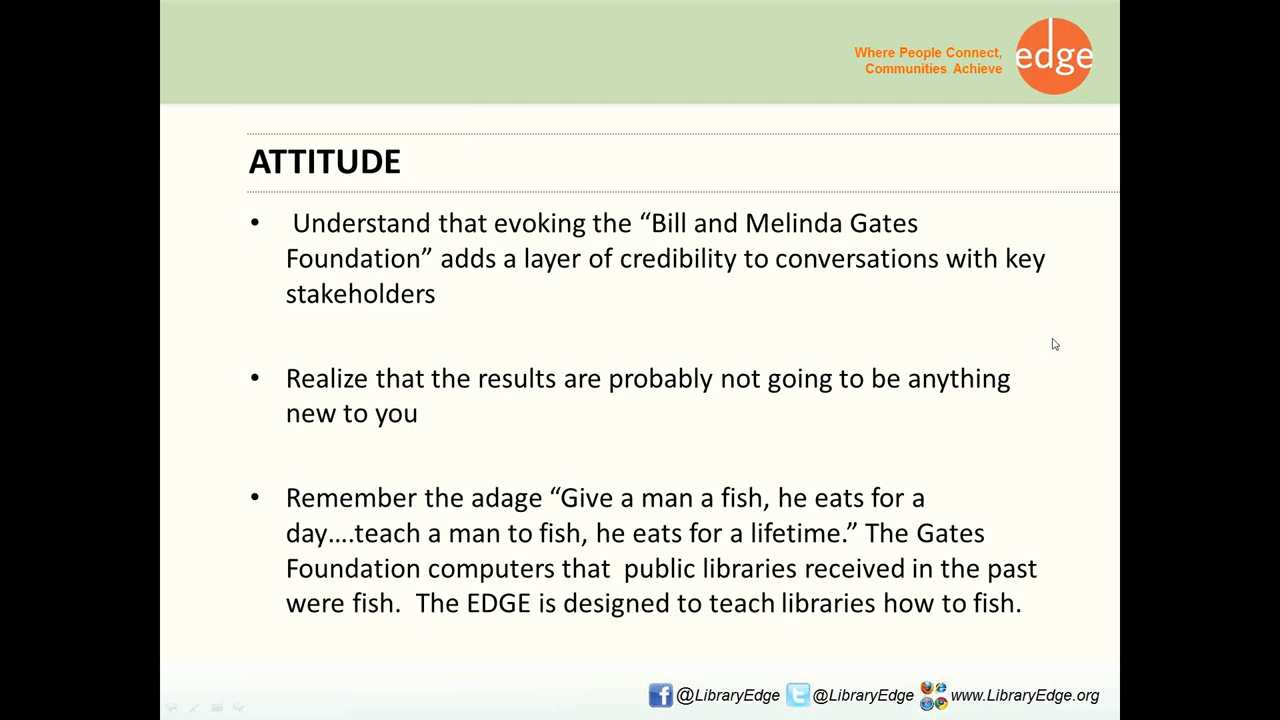 Where People Connect,
Communities Achieve
edge
ATTITUDE
• Understand that evoking the “Bill and Melinda Gates
Foundation” adds a layer of credibility to conversations with key
stakeholders
• Realize that the results are probably not going to be anything
new to you
• Remember the adage “Give a man a fish, he eats for a
day....teach a man to fish, he eats for a lifetime.” The Gates
Foundation computers that public libraries received in the past
were fish. The EDGE is designed to teach libraries how to fish.
f @LibraryEdge t @LibraryEdge www.LibraryEdge.org